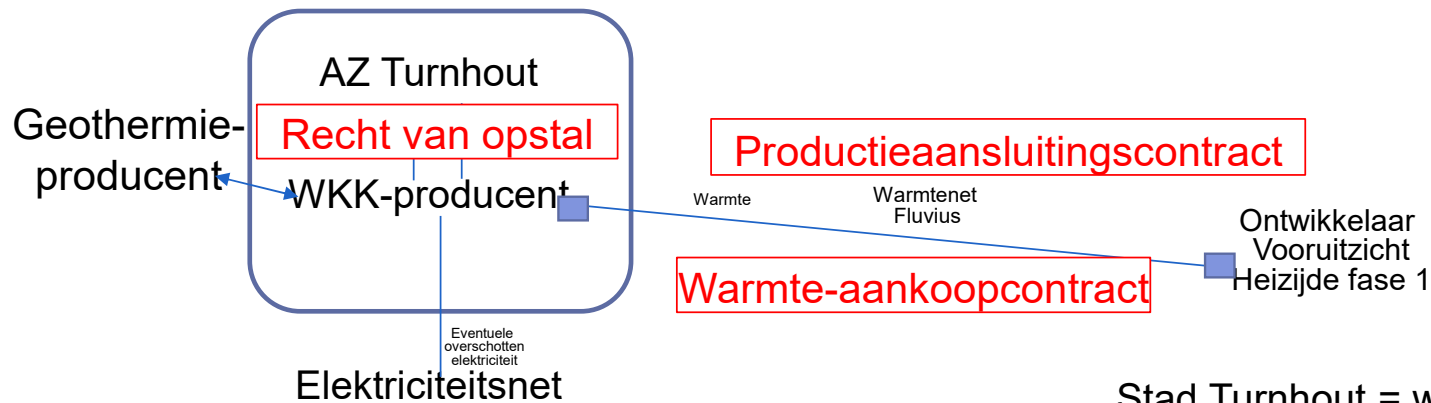 AZ Turnhout
Geothermie-
producent
Recht van opstal
WKK-producent
Productieaansluitingscontract
Warmte
Warmtenet
Fluvius
Ontwikkelaar
Vooruitzicht
Heizijde fase 1
Warmte-aankoopcontract
Eventuele
overschotten
elektriciteit
Elektriciteitsnet
Stad Turnhout =